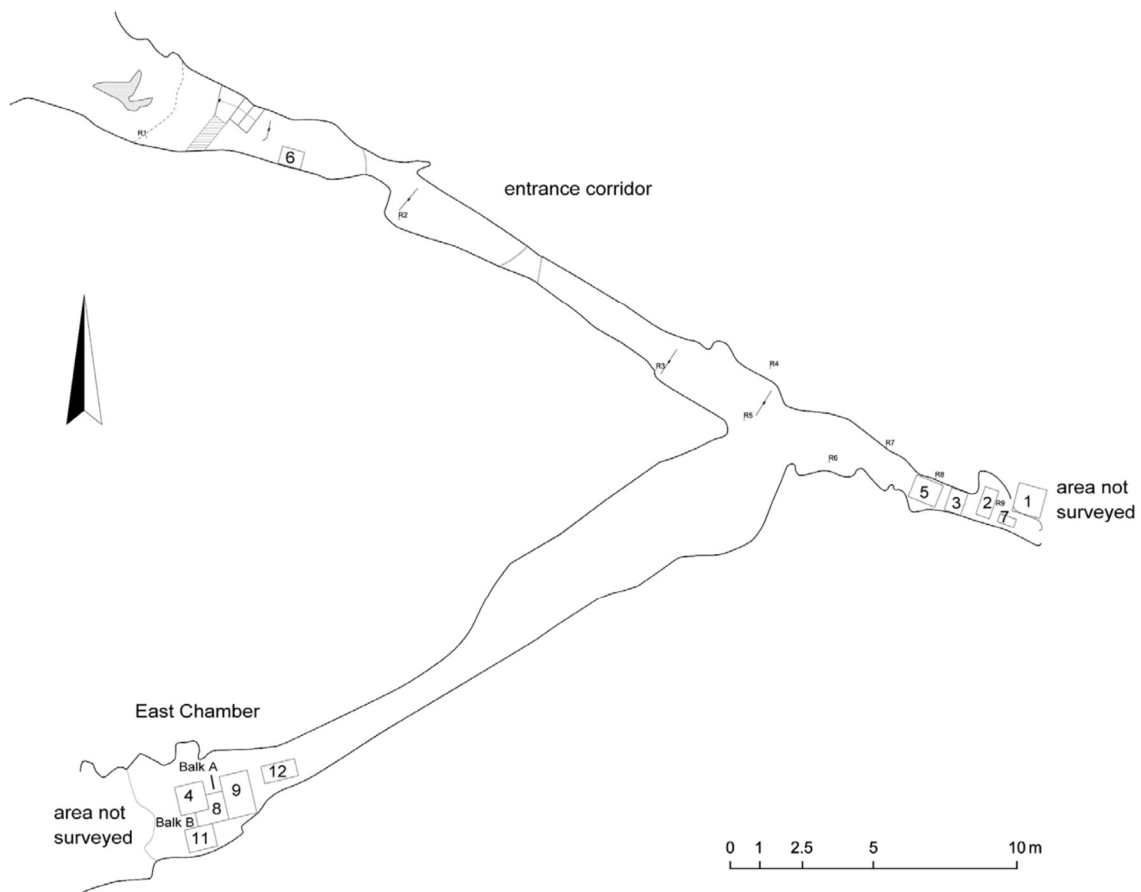 R1
6
entrance corridor
R2
R3
R4
R5
R7
R6
R8
5
3
2
R9
7
1
area not
surveyed
East Chamber
Balk A
12
4
8
9
area not
surveyed
Balk B
11
0 1 2.5 5 10 m